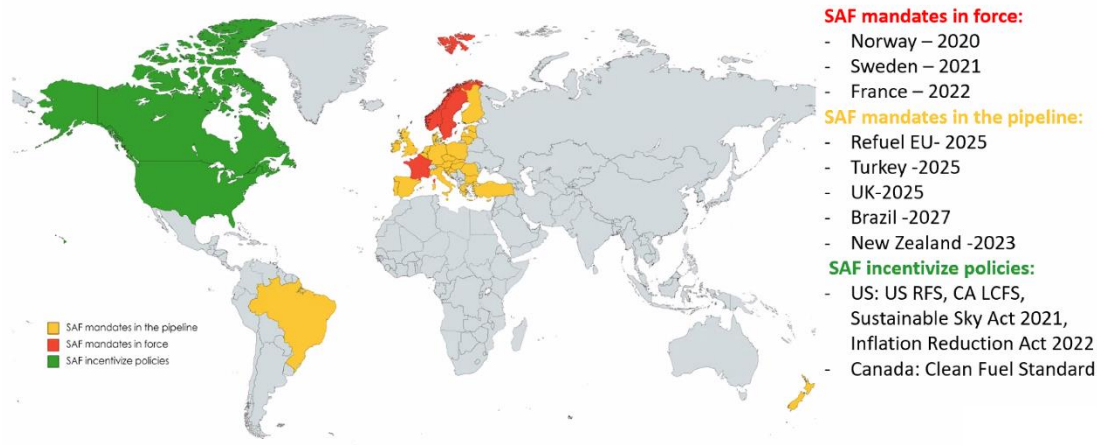 SAF mandates in force:
- Norway – 2020
- Sweden – 2021
- France – 2022
SAF mandates in the pipeline:
- Refuel EU- 2025
- Turkey -2025
- UK-2025
- Brazil -2027
- New Zealand -2023
SAF incentivize policies:
- US: US RFS, CA LCFS,
Sustainable Sky Act 2021,
Inflation Reduction Act 2022
- Canada: Clean Fuel Standard
SAF mandates in the pipeline
SAF mandates in force
SAF incentivize policies